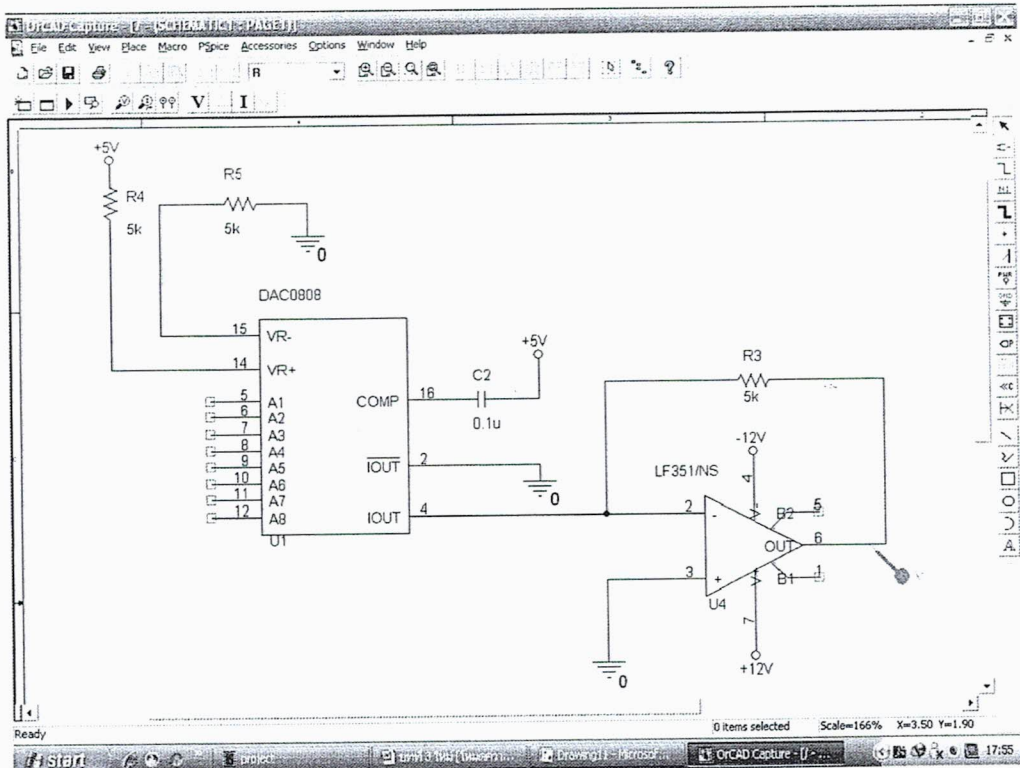 OrCAD Capture - [/ - (SCHEMATIC1 : PAGE1)]
File Edit View Place Macro PSpice Accessories Options Window Help
R
V I
+5V
R4
5k
R5
5k
0
DAC0808
15 VR-
14 VR+
5 A1
6 A2
7 A3
8 A4
9 A5
10 A6
11 A7
12 A8
COMP 16
IOUT 2
IOUT 4
U1
C2
0.1u
+5V
0
R3
5k
-12V
LF351/NS
4
2 -
3 +
B2 5
OUT 6
B1 1
U4
7
+12V
0
Ready
0 items selected Scale=166% X=3.50 Y=1.90
start
project
Drawing11 - Microsof...
OrCAD Capture - [/ -...
17:55